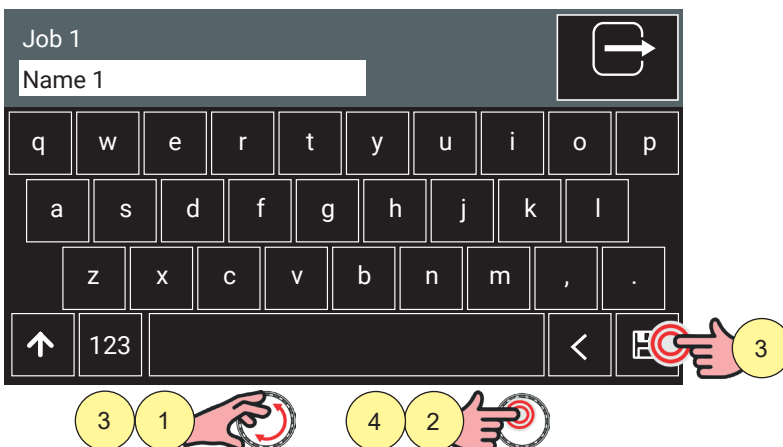 Job 1
Name 1
q w e r t y u i o p
a s d f g h j k l
z x c v b n m , .
123 <
3
3 1 4 2